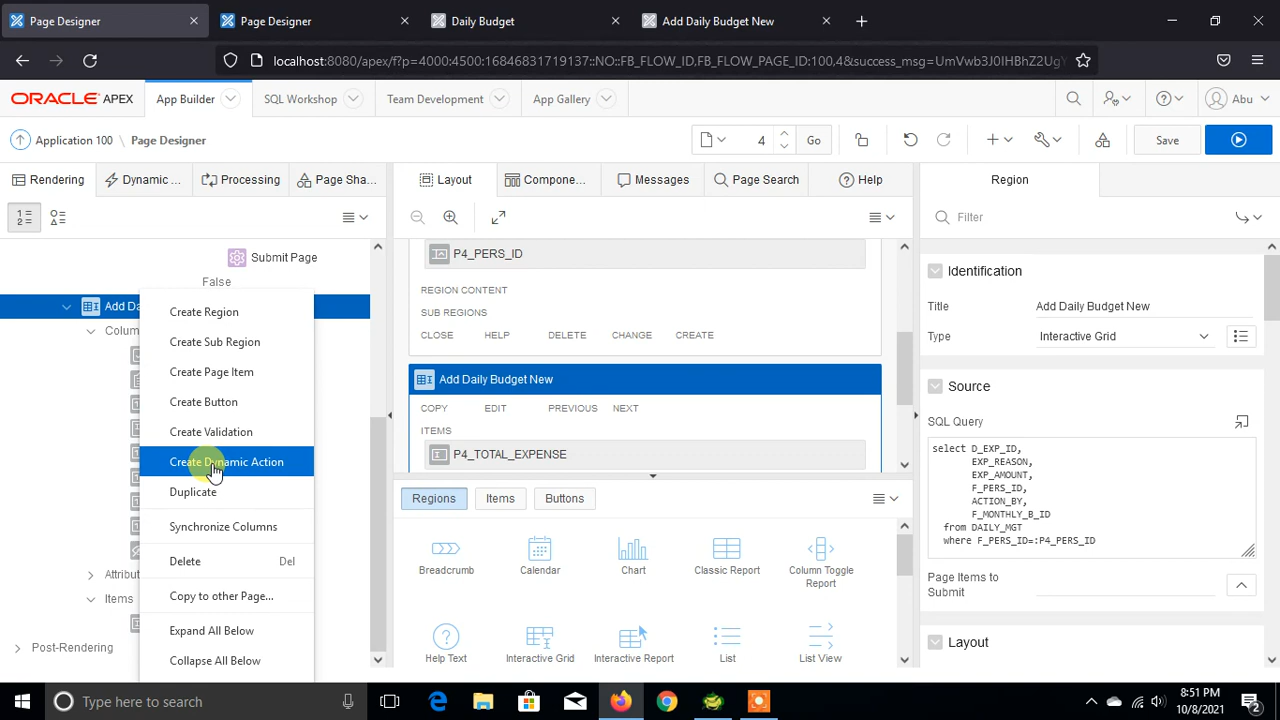 Page Designer
Page Designer
Daily Budget
Add Daily Budget New
localhost:8080/apex/f?p=4000:4500:16846831719137::NO::FB_FLOW_ID,FB_FLOW_PAGE_ID:100,4&success_msg=UmVwb3J0IHBhZ2Ug
ORACLE APEX
App Builder
SQL Workshop
Team Development
App Gallery
Abu
Application 100
Page Designer
4
Go
Save
Rendering
Dynamic ...
Processing
Page Sha...
Layout
Compone...
Messages
Page Search
Help
Region
Filter
Submit Page
False
Add Da
Colum
Attribut
Items
Post-Rendering
Create Region
Create Sub Region
Create Page Item
Create Button
Create Validation
Create Dynamic Action
Duplicate
Synchronize Columns
Delete Del
Copy to other Page...
Expand All Below
Collapse All Below
P4_PERS_ID
REGION CONTENT
SUB REGIONS
CLOSE HELP DELETE CHANGE CREATE
Add Daily Budget New
COPY EDIT PREVIOUS NEXT
ITEMS
P4_TOTAL_EXPENSE
Regions
Items
Buttons
Breadcrumb
Calendar
Chart
Classic Report
Column Toggle
Report
Help Text
Interactive Grid
Interactive Report
List
List View
Identification
Title
Add Daily Budget New
Type
Interactive Grid
Source
SQL Query
select D_EXP_ID,
EXP_REASON,
EXP_AMOUNT,
F_PERS_ID,
ACTION_BY,
F_MONTHLY_B_ID
from DAILY_MGT
where F_PERS_ID=:P4_PERS_ID
Page Items to
Submit
Layout
Type here to search
8:51 PM
10/8/2021
2